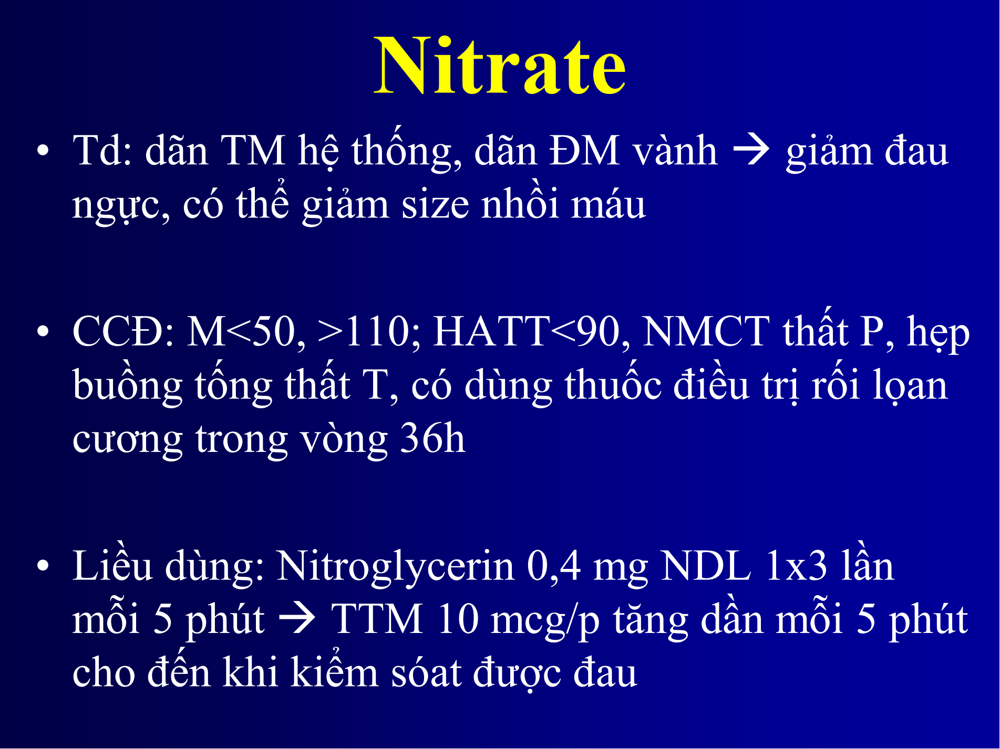 Nitrate
• Td: dãn TM hệ thống, dãn ĐM vành → giảm đau
ngực, có thể giảm size nhồi máu
• CCĐ: M<50, >110; HATT<90, NMCT thất P, hẹp
buồng tống thất T, có dùng thuốc điều trị rối lọan
cương trong vòng 36h
• Liều dùng: Nitroglycerin 0,4 mg NDL 1x3 lần
mỗi 5 phút → TTM 10 mcg/p tăng dần mỗi 5 phút
cho đến khi kiểm sóat được đau